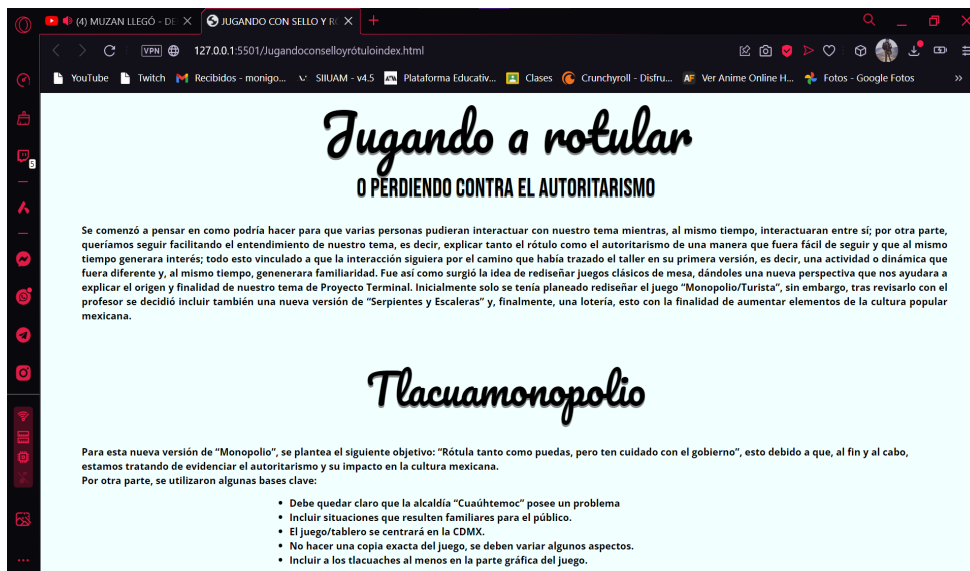 (4) MUZAN LLEGÓ - DE
JUGANDO CON SELLO Y R
VPN
127.0.0.1:5501/Jugandoconselloyrótuloindex.html
YouTube
Twitch
Recibidos - monigo...
SIIUAM - v4.5
Plataforma Educativ...
Clases
Crunchyroll - Disfru...
AF Ver Anime Online H...
Fotos - Google Fotos
5
Jugando a rotular
O PERDIENDO CONTRA EL AUTORITARISMO
Se comenzó a pensar en como podría hacer para que varias personas pudieran interactuar con nuestro tema mientras, al mismo tiempo, interactuaran entre sí; por otra parte,
queríamos seguir facilitando el entendimiento de nuestro tema, es decir, explicar tanto el rótulo como el autoritarismo de una manera que fuera fácil de seguir y que al mismo
tiempo generara interés; todo esto vinculado a que la interacción siguiera por el camino que había trazado el taller en su primera versión, es decir, una actividad o dinámica que
fuera diferente y, al mismo tiempo, genenerara familiaridad. Fue así como surgió la idea de rediseñar juegos clásicos de mesa, dándoles una nueva perspectiva que nos ayudara a
explicar el origen y finalidad de nuestro tema de Proyecto Terminal. Inicialmente solo se tenía planeado rediseñar el juego “Monopolio/Turista”, sin embargo, tras revisarlo con el
profesor se decidió incluir también una nueva versión de “Serpientes y Escaleras” y, finalmente, una lotería, esto con la finalidad de aumentar elementos de la cultura popular
mexicana.
Tlacuamonopolio
Para esta nueva versión de “Monopolio”, se plantea el siguiente objetivo: “Rótula tanto como puedas, pero ten cuidado con el gobierno”, esto debido a que, al fin y al cabo,
estamos tratando de evidenciar el autoritarismo y su impacto en la cultura mexicana.
Por otra parte, se utilizaron algunas bases clave:
• Debe quedar claro que la alcaldía “Cuaúhtemoc” posee un problema
• Incluir situaciones que resulten familiares para el público.
• El juego/tablero se centrará en la CDMX.
• No hacer una copia exacta del juego, se deben variar algunos aspectos.
• Incluir a los tlacuaches al menos en la parte gráfica del juego.